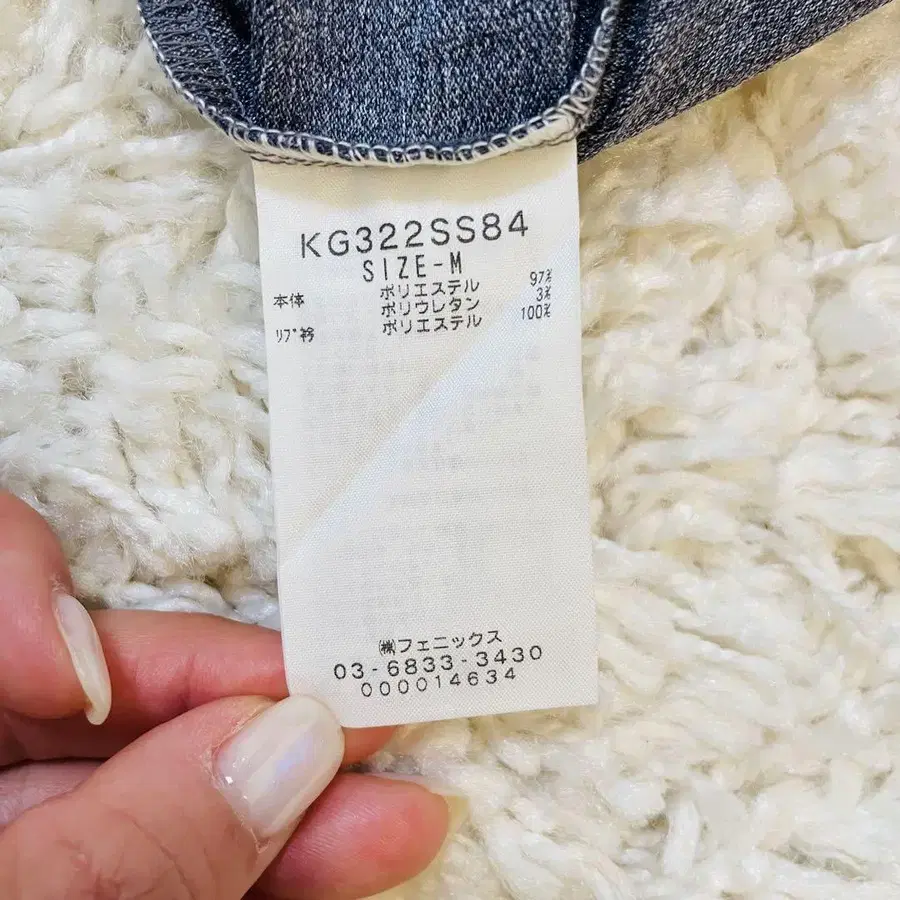 KG322SS84
SIZE-M
本体 ポリエステル 97%
ポリウレタン 3%
リブ衿 ポリエステル 100%
㈱フェニックス
03-6833-3430
000014634